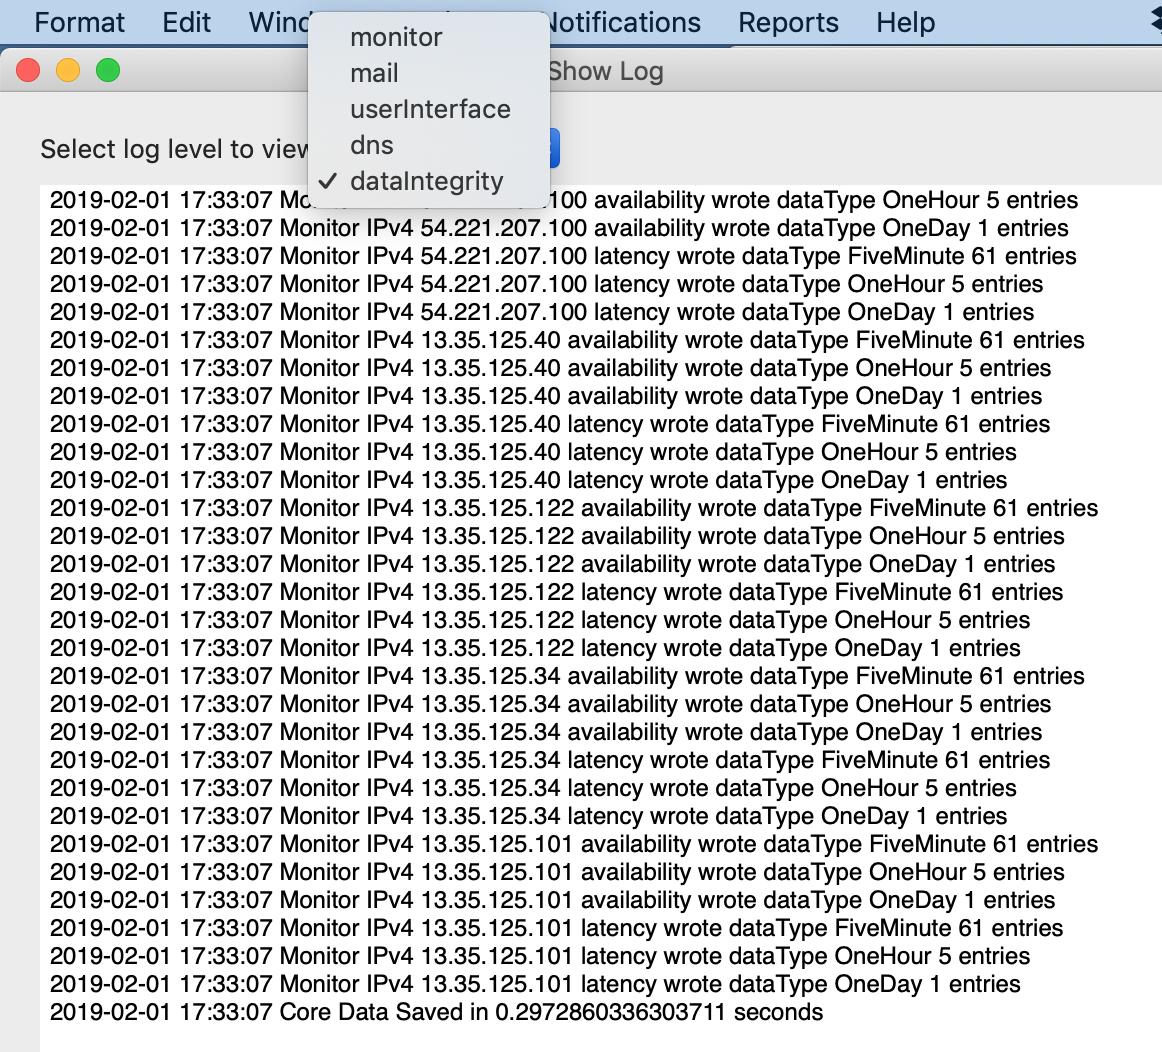 Format Edit Wind Notifications Reports Help
monitor
Show Log
mail
userInterface
Select log level to view
dns
✓ dataIntegrity
2019-02-01 17:33:07 Mo 100 availability wrote dataType OneHour 5 entries
2019-02-01 17:33:07 Monitor IPv4 54.221.207.100 availability wrote dataType OneDay 1 entries
2019-02-01 17:33:07 Monitor IPv4 54.221.207.100 latency wrote dataType FiveMinute 61 entries
2019-02-01 17:33:07 Monitor IPv4 54.221.207.100 latency wrote dataType OneHour 5 entries
2019-02-01 17:33:07 Monitor IPv4 54.221.207.100 latency wrote dataType OneDay 1 entries
2019-02-01 17:33:07 Monitor IPv4 13.35.125.40 availability wrote dataType FiveMinute 61 entries
2019-02-01 17:33:07 Monitor IPv4 13.35.125.40 availability wrote dataType OneHour 5 entries
2019-02-01 17:33:07 Monitor IPv4 13.35.125.40 availability wrote dataType OneDay 1 entries
2019-02-01 17:33:07 Monitor IPv4 13.35.125.40 latency wrote dataType FiveMinute 61 entries
2019-02-01 17:33:07 Monitor IPv4 13.35.125.40 latency wrote dataType OneHour 5 entries
2019-02-01 17:33:07 Monitor IPv4 13.35.125.40 latency wrote dataType OneDay 1 entries
2019-02-01 17:33:07 Monitor IPv4 13.35.125.122 availability wrote dataType FiveMinute 61 entries
2019-02-01 17:33:07 Monitor IPv4 13.35.125.122 availability wrote dataType OneHour 5 entries
2019-02-01 17:33:07 Monitor IPv4 13.35.125.122 availability wrote dataType OneDay 1 entries
2019-02-01 17:33:07 Monitor IPv4 13.35.125.122 latency wrote dataType FiveMinute 61 entries
2019-02-01 17:33:07 Monitor IPv4 13.35.125.122 latency wrote dataType OneHour 5 entries
2019-02-01 17:33:07 Monitor IPv4 13.35.125.122 latency wrote dataType OneDay 1 entries
2019-02-01 17:33:07 Monitor IPv4 13.35.125.34 availability wrote dataType FiveMinute 61 entries
2019-02-01 17:33:07 Monitor IPv4 13.35.125.34 availability wrote dataType OneHour 5 entries
2019-02-01 17:33:07 Monitor IPv4 13.35.125.34 availability wrote dataType OneDay 1 entries
2019-02-01 17:33:07 Monitor IPv4 13.35.125.34 latency wrote dataType FiveMinute 61 entries
2019-02-01 17:33:07 Monitor IPv4 13.35.125.34 latency wrote dataType OneHour 5 entries
2019-02-01 17:33:07 Monitor IPv4 13.35.125.34 latency wrote dataType OneDay 1 entries
2019-02-01 17:33:07 Monitor IPv4 13.35.125.101 availability wrote dataType FiveMinute 61 entries
2019-02-01 17:33:07 Monitor IPv4 13.35.125.101 availability wrote dataType OneHour 5 entries
2019-02-01 17:33:07 Monitor IPv4 13.35.125.101 availability wrote dataType OneDay 1 entries
2019-02-01 17:33:07 Monitor IPv4 13.35.125.101 latency wrote dataType FiveMinute 61 entries
2019-02-01 17:33:07 Monitor IPv4 13.35.125.101 latency wrote dataType OneHour 5 entries
2019-02-01 17:33:07 Monitor IPv4 13.35.125.101 latency wrote dataType OneDay 1 entries
2019-02-01 17:33:07 Core Data Saved in 0.2972860336303711 seconds